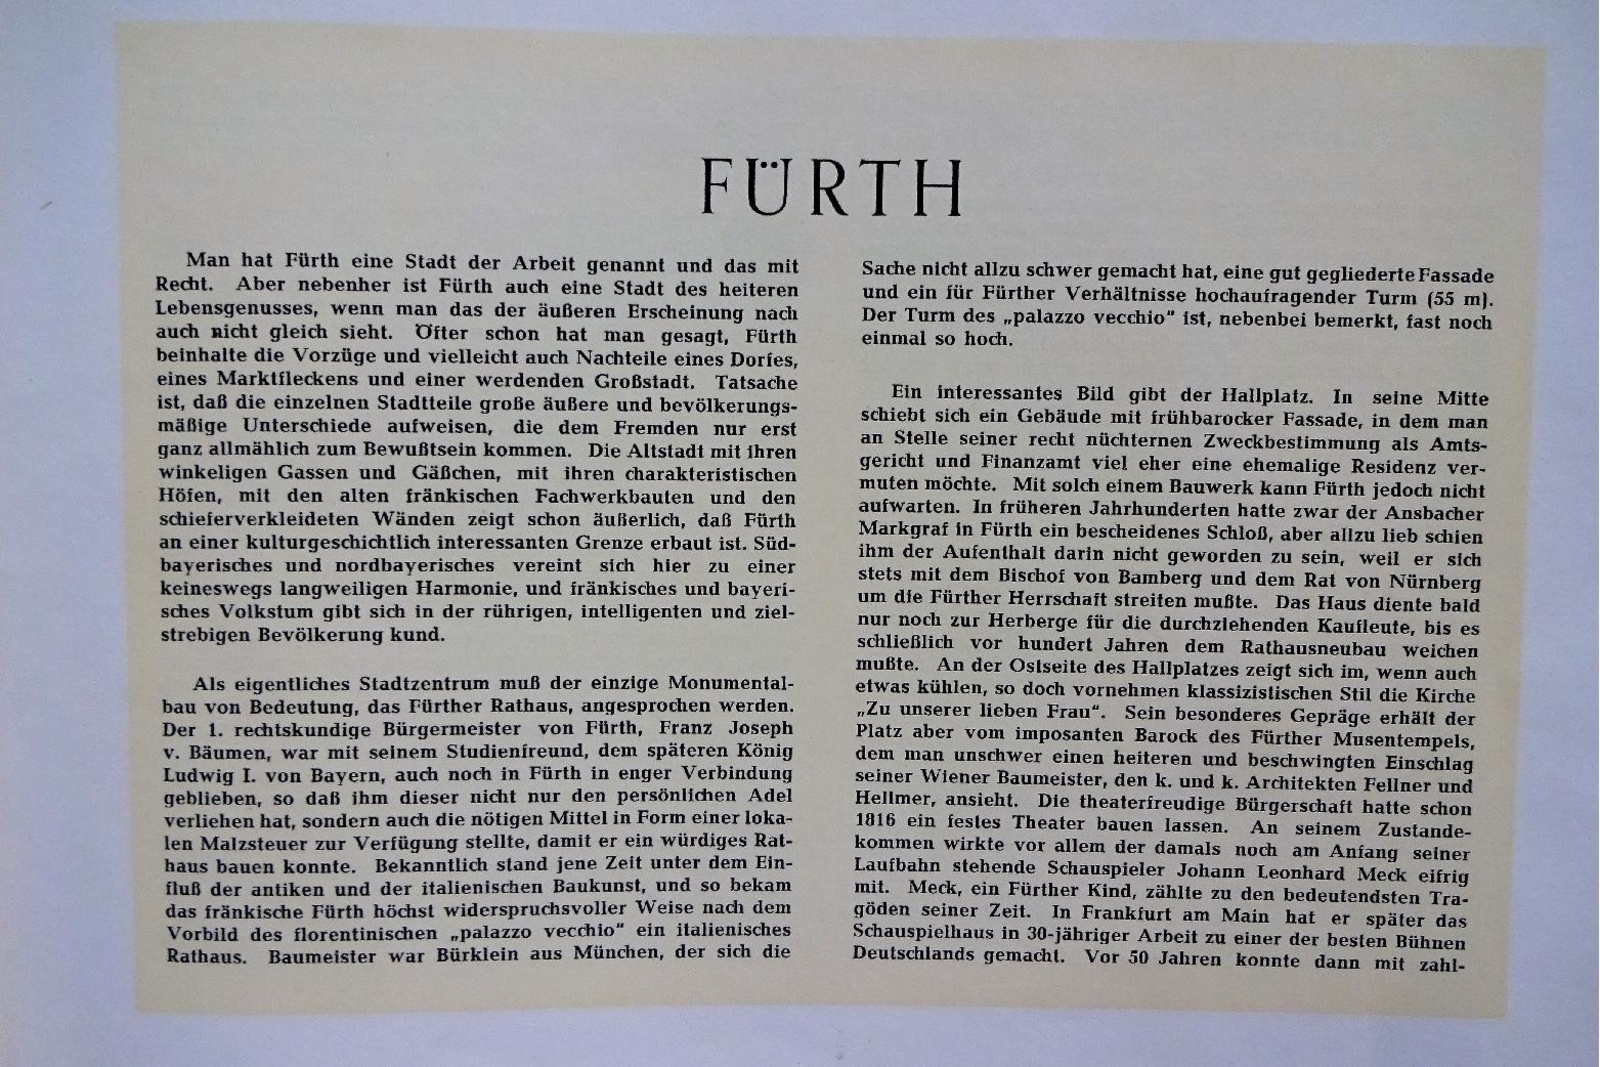 FÜRTH
Man hat Fürth eine Stadt der Arbeit genannt und das mit
Recht. Aber nebenher ist Fürth auch eine Stadt des heiteren
Lebensgenusses, wenn man das der äußeren Erscheinung nach
auch nicht gleich sieht. Öfter schon hat man gesagt, Fürth
beinhalte die Vorzüge und vielleicht auch Nachteile eines Dorfes,
eines Marktfleckens und einer werdenden Großstadt. Tatsache
ist, daß die einzelnen Stadtteile große äußere und bevölkerungs-
mäßige Unterschiede aufweisen, die dem Fremden nur erst
ganz allmählich zum Bewußtsein kommen. Die Altstadt mit ihren
winkeligen Gassen und Gäßchen, mit ihren charakteristischen
Höfen, mit den alten fränkischen Fachwerkbauten und den
schieferverkleideten Wänden zeigt schon äußerlich, daß Fürth
an einer kulturgeschichtlich interessanten Grenze erbaut ist. Süd-
bayerisches und nordbayerisches vereint sich hier zu einer
keineswegs langweiligen Harmonie, und fränkisches und bayeri-
sches Volkstum gibt sich in der rührigen, intelligenten und ziel-
strebigen Bevölkerung kund.
Als eigentliches Stadtzentrum muß der einzige Monumental-
bau von Bedeutung, das Fürther Rathaus, angesprochen werden.
Der 1. rechtskundige Bürgermeister von Fürth, Franz Joseph
v. Bäumen, war mit seinem Studienfreund, dem späteren König
Ludwig I. von Bayern, auch noch in Fürth in enger Verbindung
geblieben, so daß ihm dieser nicht nur den persönlichen Adel
verliehen hat, sondern auch die nötigen Mittel in Form einer loka-
len Malzsteuer zur Verfügung stellte, damit er ein würdiges Rat-
haus bauen konnte. Bekanntlich stand jene Zeit unter dem Ein-
fluß der antiken und der italienischen Baukunst, und so bekam
das fränkische Fürth höchst widerspruchsvoller Weise nach dem
Vorbild des florentinischen „palazzo vecchio“ ein italienisches
Rathaus. Baumeister war Bürklein aus München, der sich die
Sache nicht allzu schwer gemacht hat, eine gut gegliederte Fassade
und ein für Fürther Verhältnisse hochaufragender Turm (55 m).
Der Turm des „palazzo vecchio“ ist, nebenbei bemerkt, fast noch
einmal so hoch.
Ein interessantes Bild gibt der Hallplatz. In seine Mitte
schiebt sich ein Gebäude mit frühbarocker Fassade, in dem man
an Stelle seiner recht nüchternen Zweckbestimmung als Amts-
gericht und Finanzamt viel eher eine ehemalige Residenz ver-
muten möchte. Mit solch einem Bauwerk kann Fürth jedoch nicht
aufwarten. In früheren Jahrhunderten hatte zwar der Ansbacher
Markgraf in Fürth ein bescheidenes Schloß, aber allzu lieb schien
ihm der Aufenthalt darin nicht geworden zu sein, weil er sich
stets mit dem Bischof von Bamberg und dem Rat von Nürnberg
um die Fürther Herrschaft streiten mußte. Das Haus diente bald
nur noch zur Herberge für die durchziehenden Kaufleute, bis es
schließlich vor hundert Jahren dem Rathausneubau weichen
mußte. An der Ostseite des Hallplatzes zeigt sich im, wenn auch
etwas kühlen, so doch vornehmen klassizistischen Stil die Kirche
„Zu unserer lieben Frau“. Sein besonderes Gepräge erhält der
Platz aber vom imposanten Barock des Fürther Musentempels,
dem man unschwer einen heiteren und beschwingten Einschlag
seiner Wiener Baumeister, den k. und k. Architekten Fellner und
Hellmer, ansieht. Die theaterfreudige Bürgerschaft hatte schon
1816 ein festes Theater bauen lassen. An seinem Zustande-
kommen wirkte vor allem der damals noch am Anfang seiner
Laufbahn stehende Schauspieler Johann Leonhard Meck eifrig
mit. Meck, ein Fürther Kind, zählte zu den bedeutendsten Tra-
göden seiner Zeit. In Frankfurt am Main hat er später das
Schauspielhaus in 30-jähriger Arbeit zu einer der besten Bühnen
Deutschlands gemacht. Vor 50 Jahren konnte dann mit zahl-